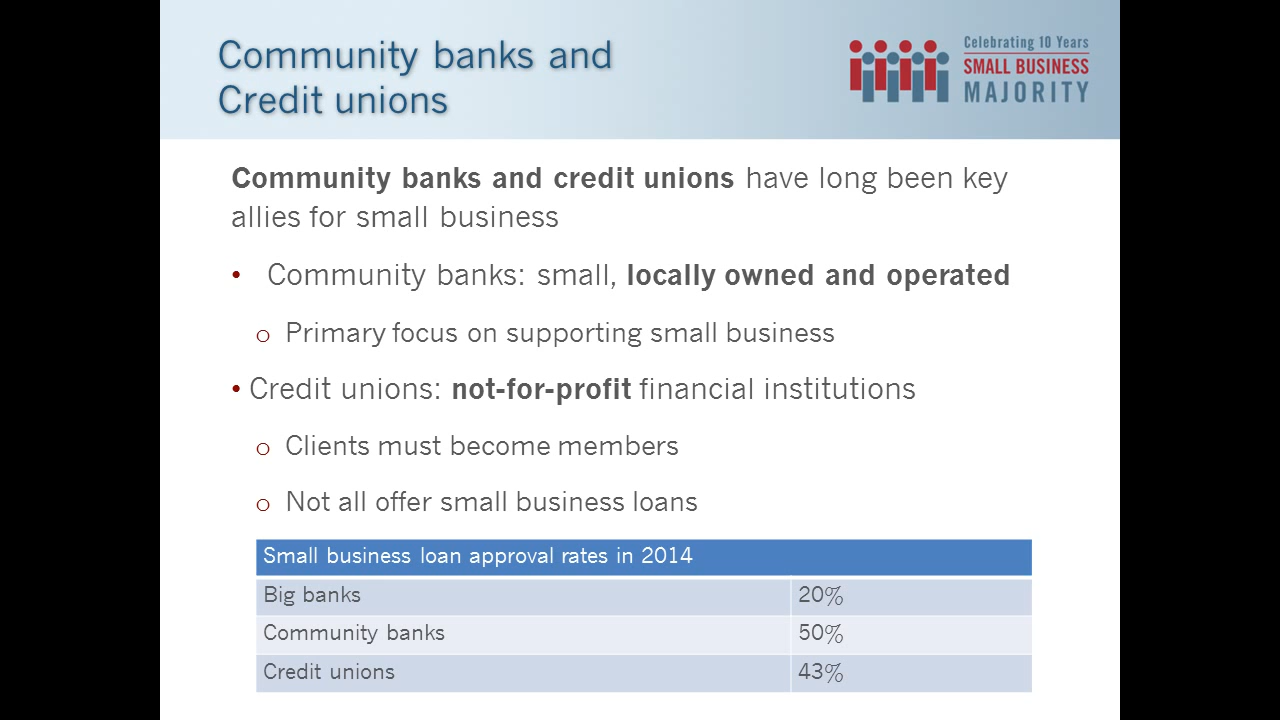 Community banks and
Credit unions
Celebrating 10 Years
SMALL BUSINESS
MAJORITY
Community banks and credit unions have long been key
allies for small business
• Community banks: small, locally owned and operated
o Primary focus on supporting small business
• Credit unions: not-for-profit financial institutions
o Clients must become members
o Not all offer small business loans
Small business loan approval rates in 2014
Big banks 20%
Community banks 50%
Credit unions 43%